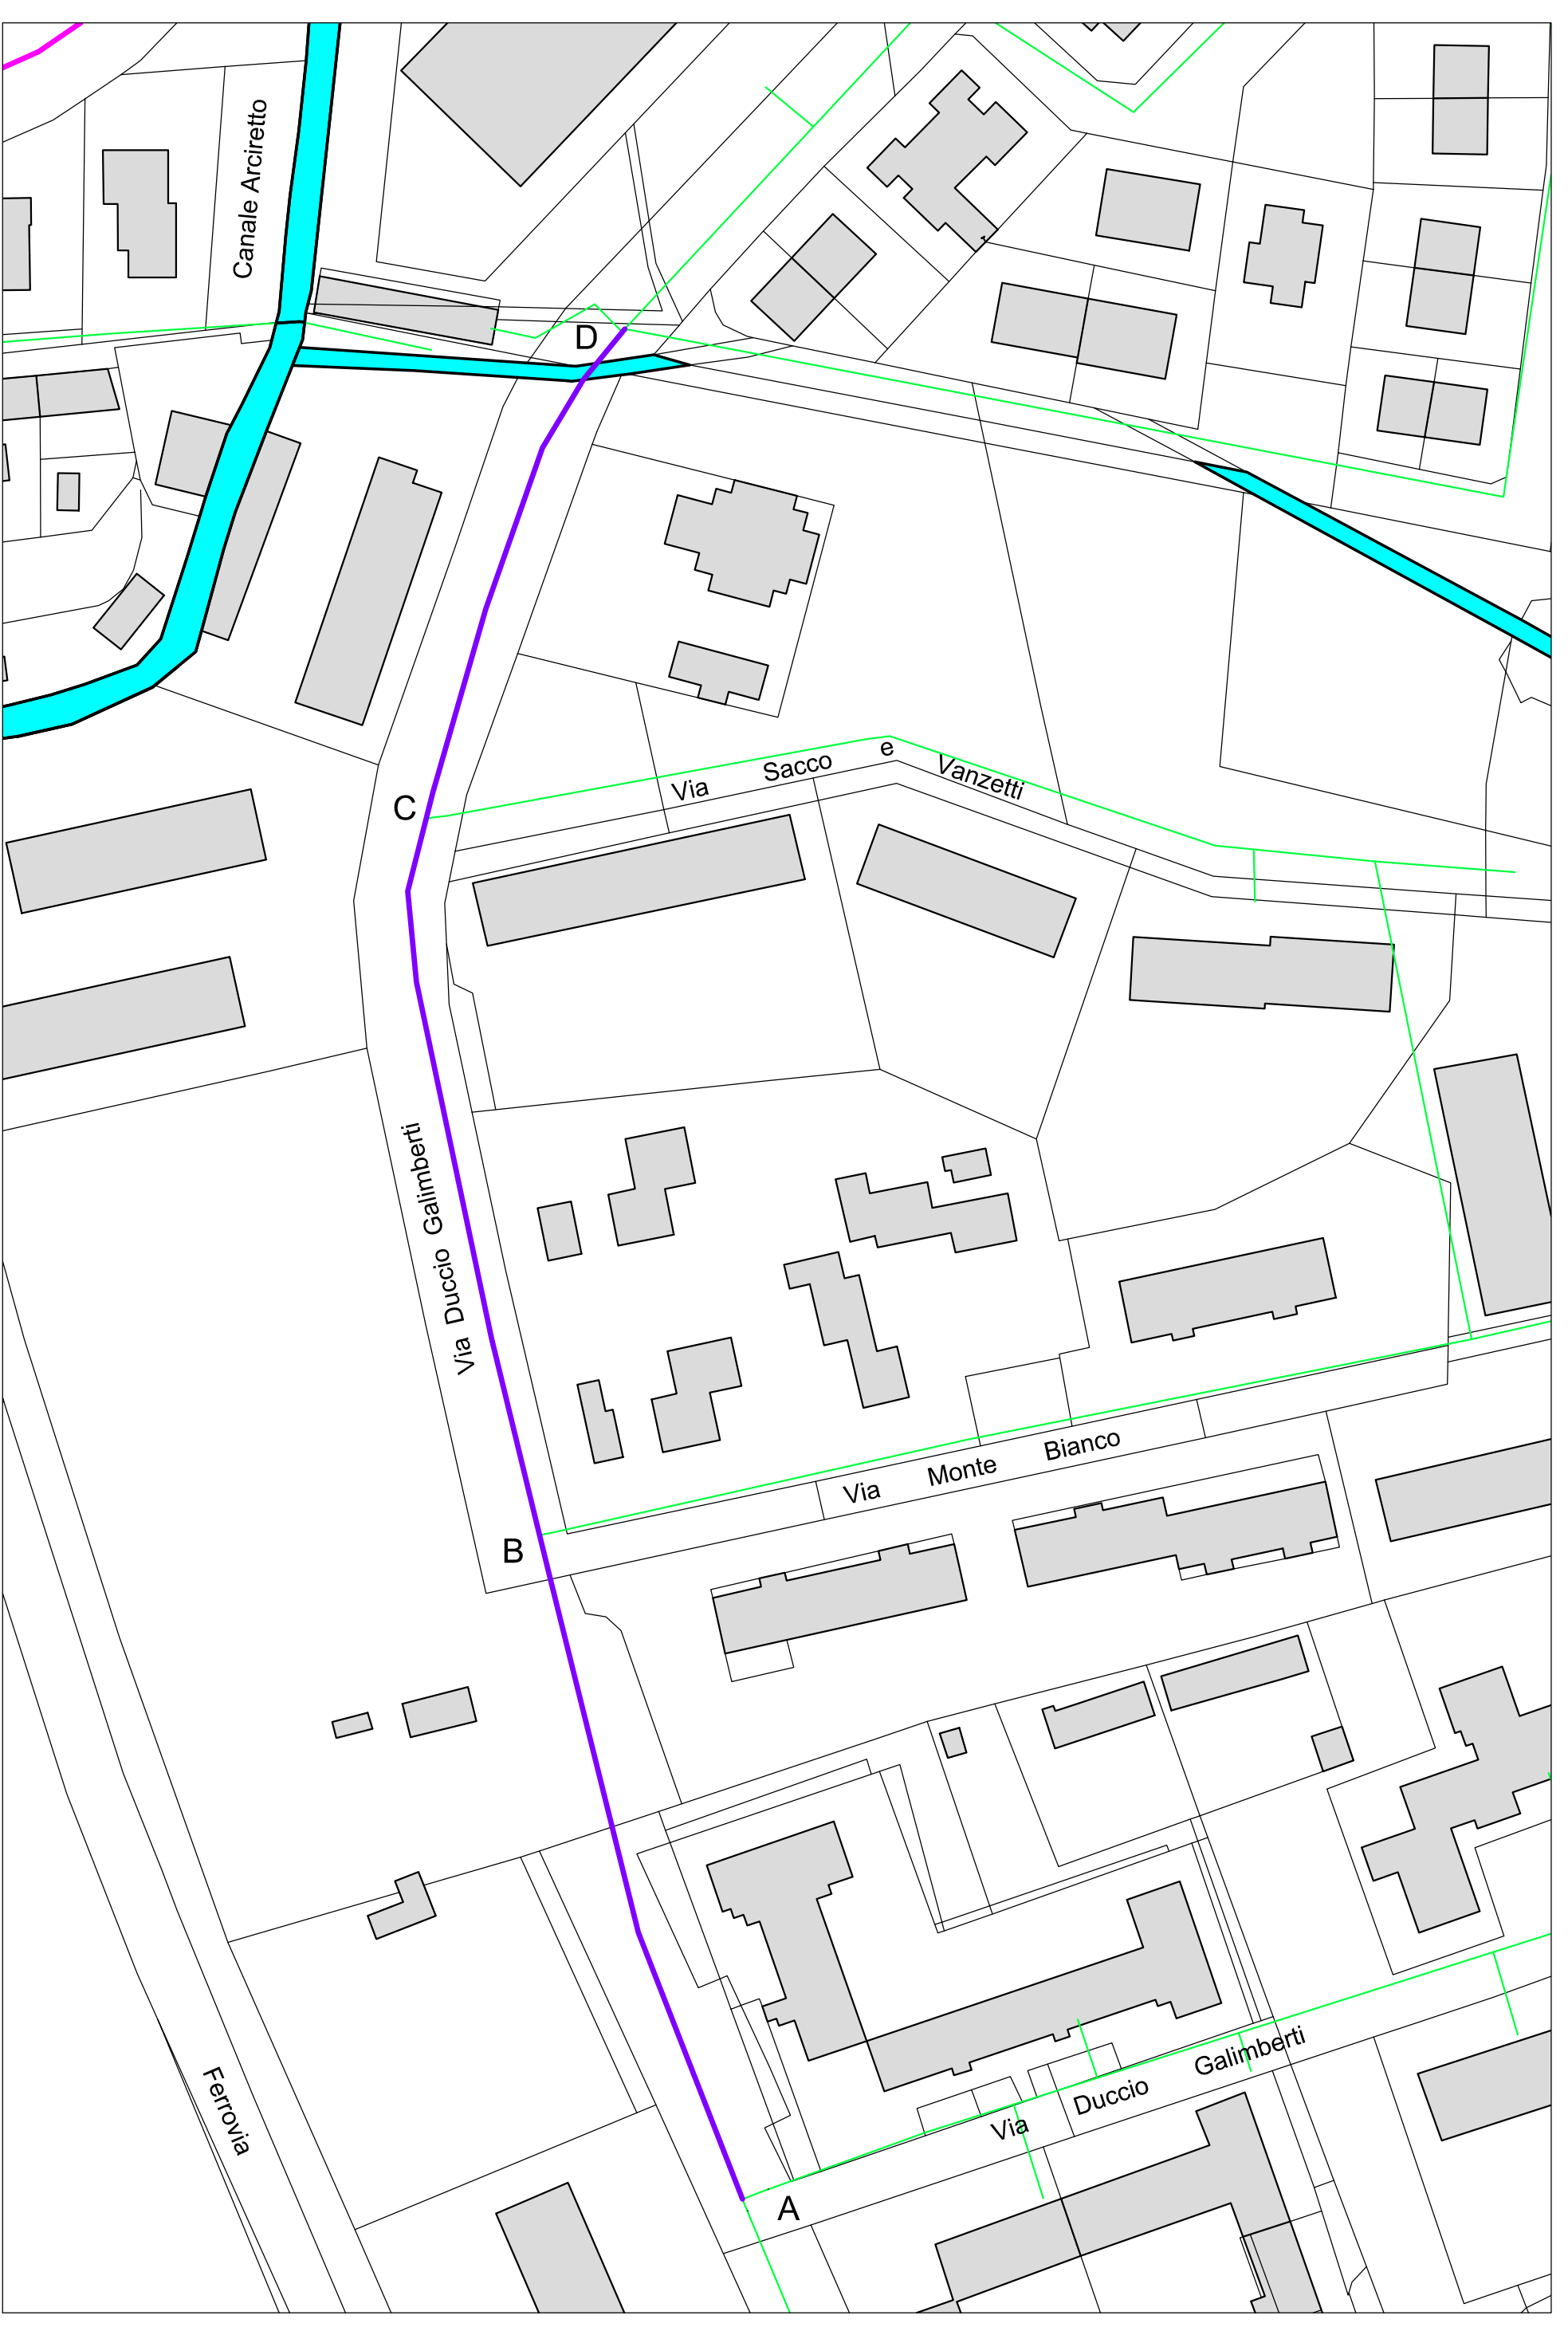 Canale Arciretto
D
Via Sacco e Vanzetti
C
Via Duccio Galimberti
Via Monte Bianco
B
Via Duccio Galimberti
A
Ferrovia